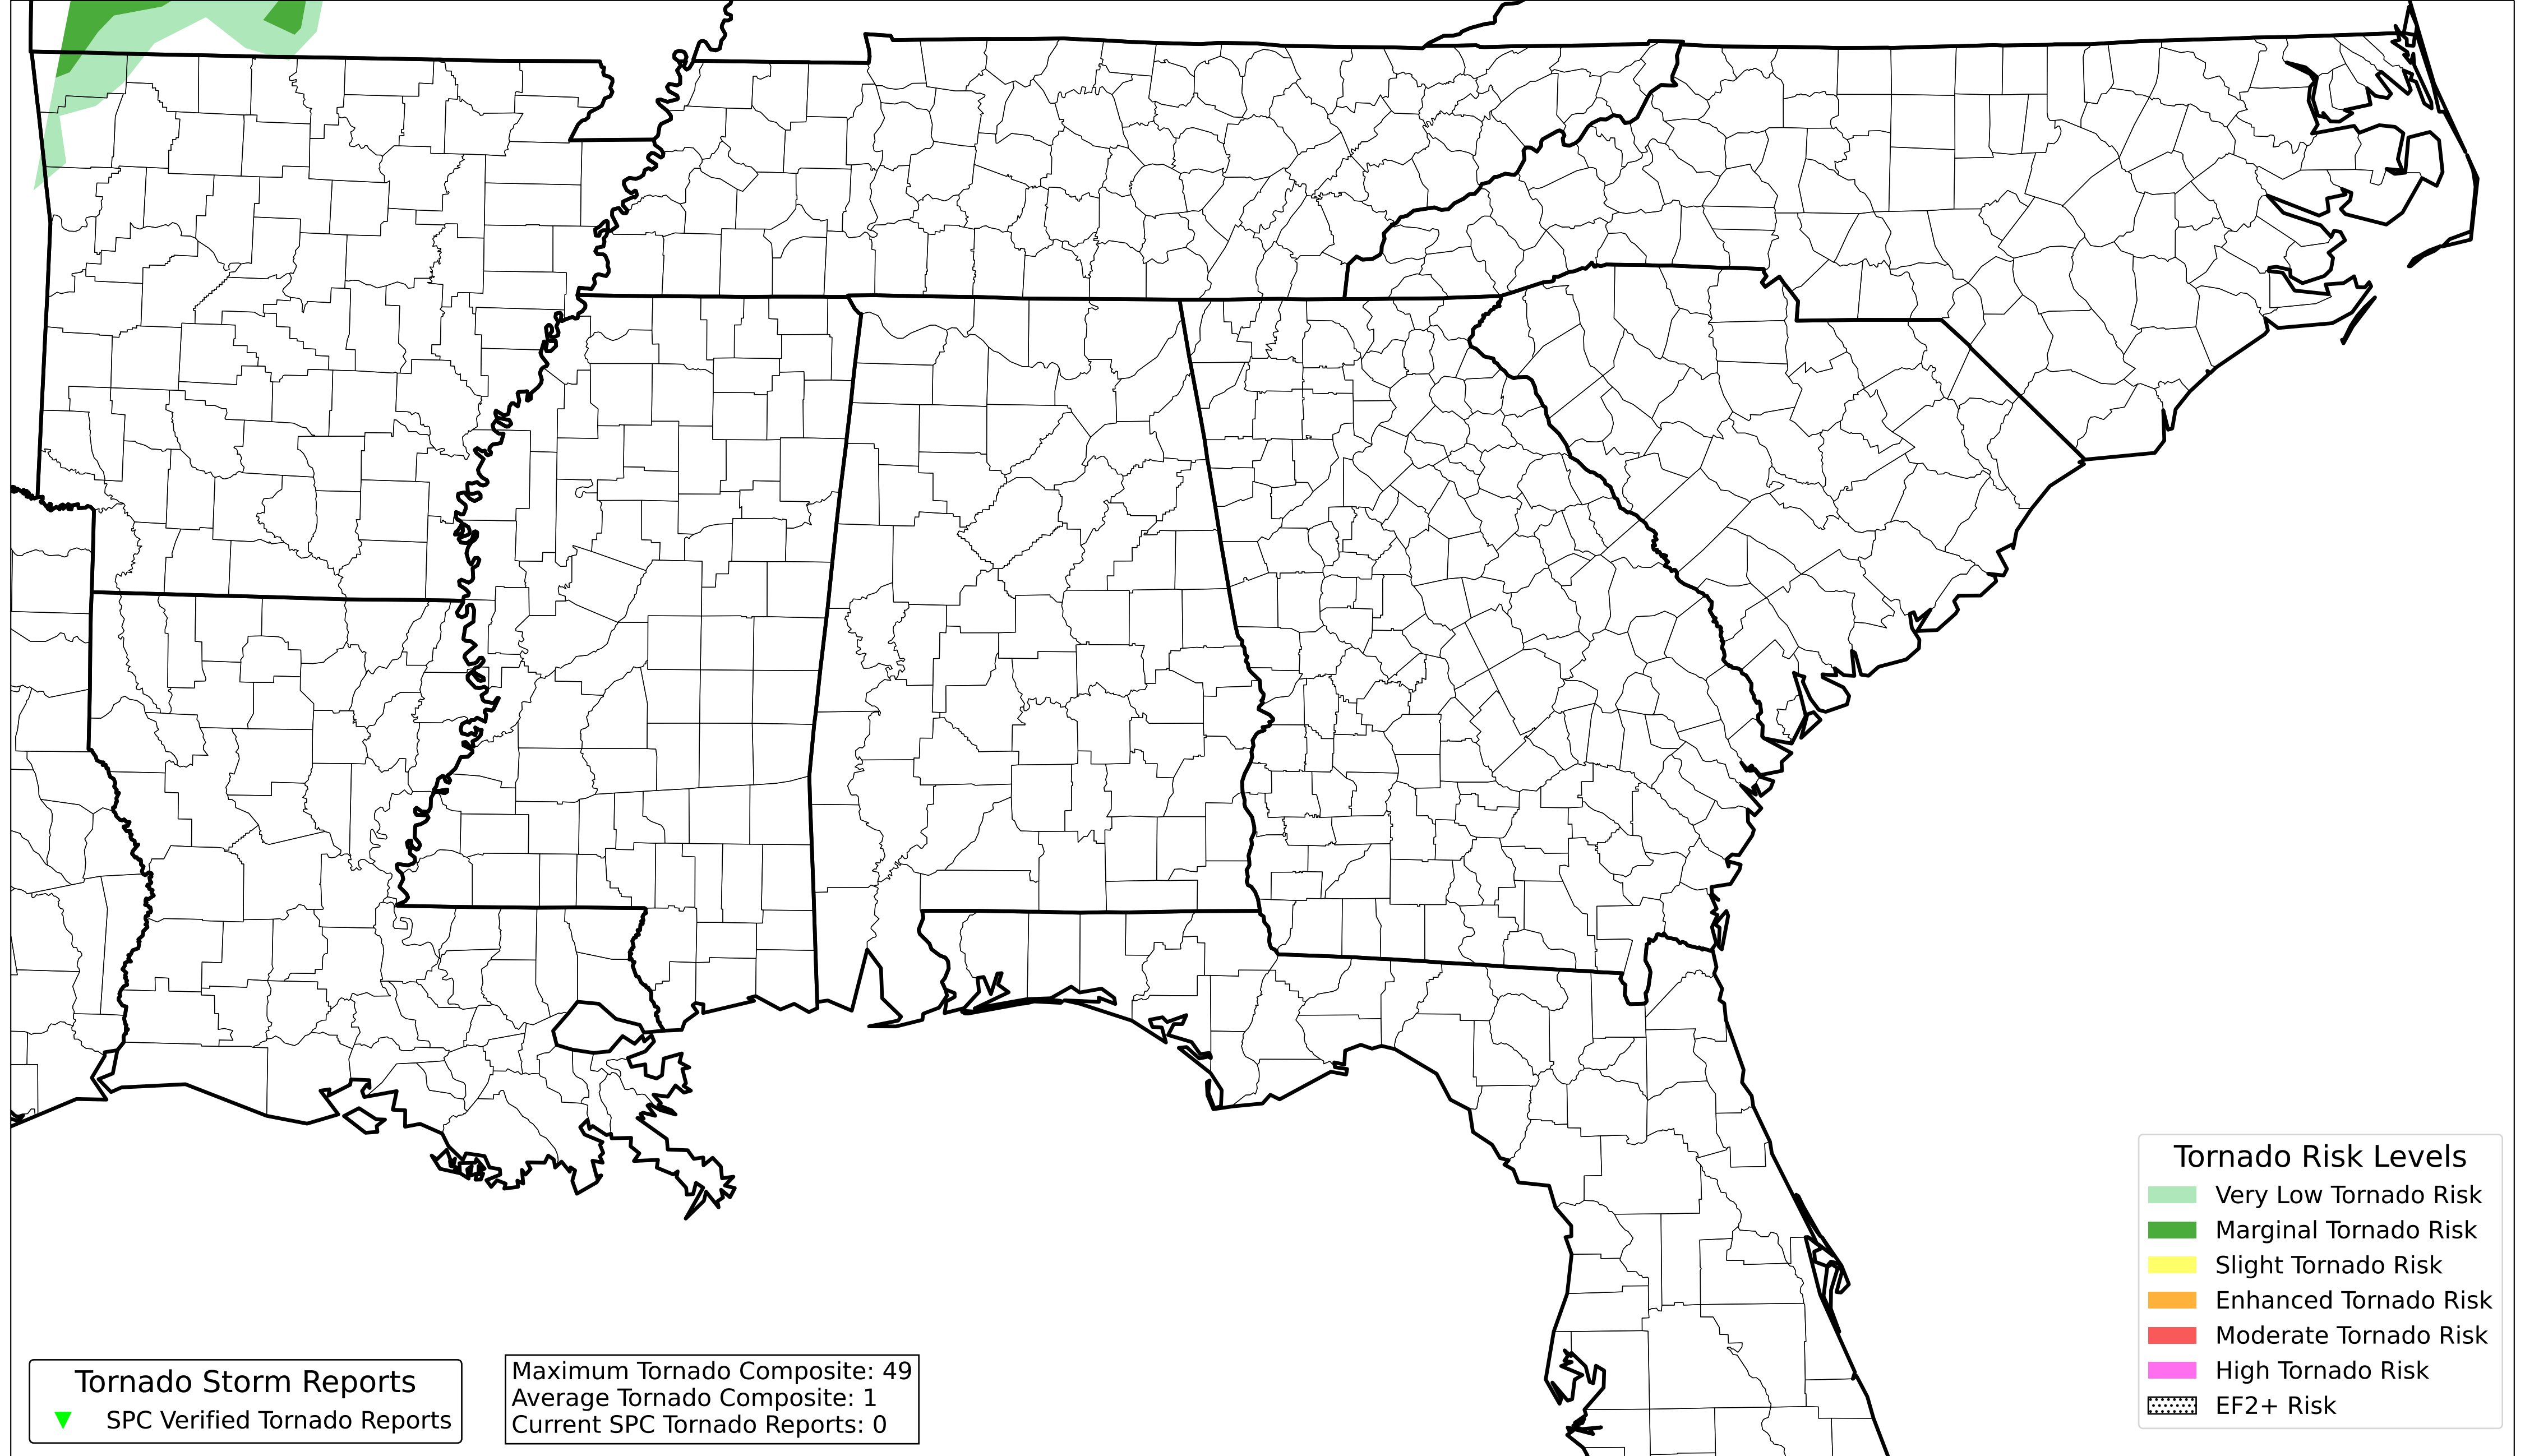 Tornado Risk Levels
Very Low Tornado Risk
Marginal Tornado Risk
Slight Tornado Risk
Enhanced Tornado Risk
Moderate Tornado Risk
High Tornado Risk
EF2+ Risk
Tornado Storm Reports
SPC Verified Tornado Reports
Maximum Tornado Composite: 49
Average Tornado Composite: 1
Current SPC Tornado Reports: 0